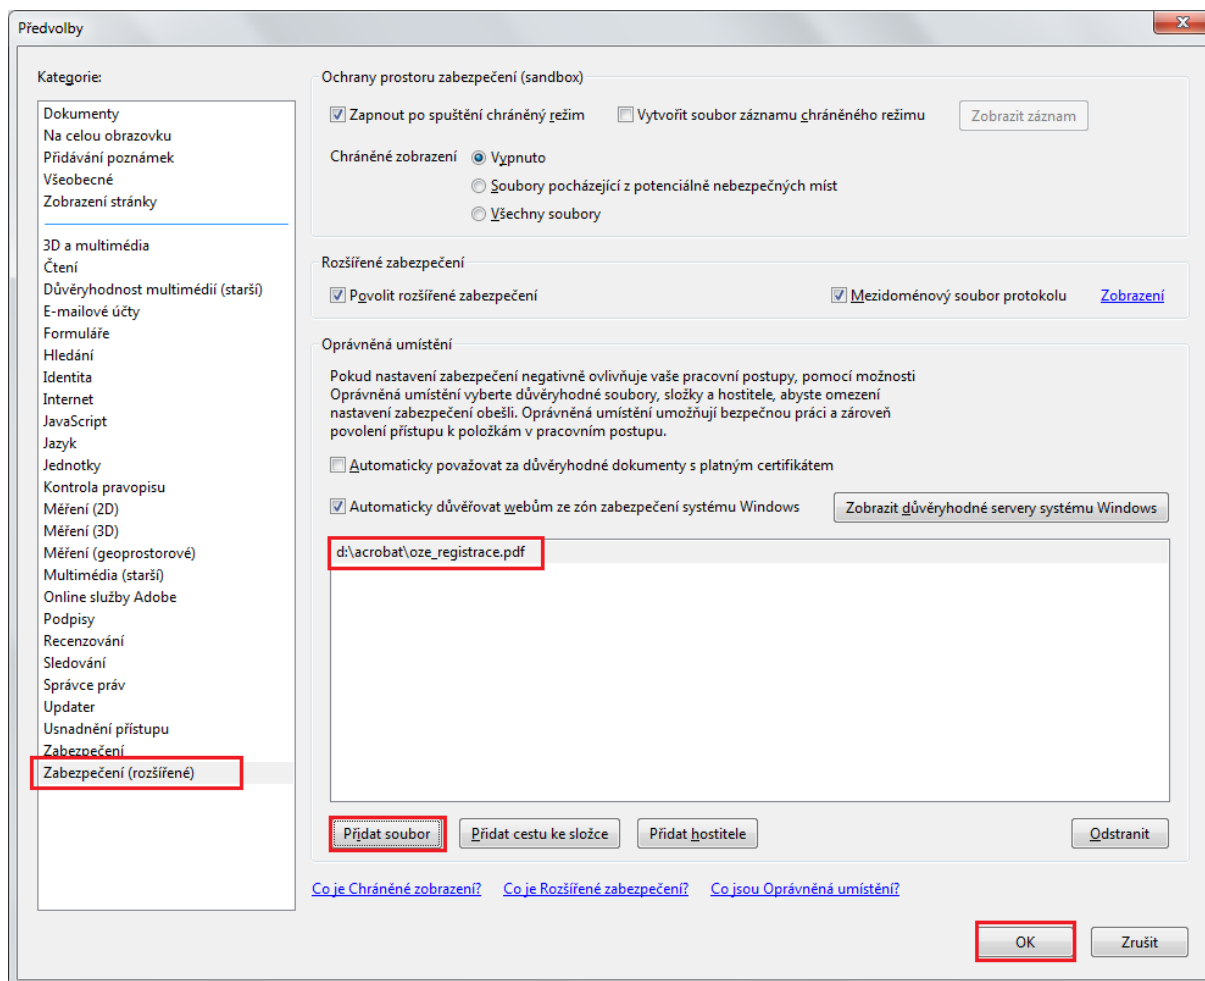 Předvolby
Kategorie:
Dokumenty
Na celou obrazovku
Přidávání poznámek
Všeobecné
Zobrazení stránky
3D a multimédia
Čtení
Důvěryhodnost multimédií (starší)
E-mailové účty
Formuláře
Hledání
Identita
Internet
JavaScript
Jazyk
Jednotky
Kontrola pravopisu
Měření (2D)
Měření (3D)
Měření (geoprostorové)
Multimédia (starší)
Online služby Adobe
Podpisy
Recenzování
Sledování
Správce práv
Updater
Usnadnění přístupu
Zabezpečení
Zabezpečení (rozšířené)
Ochrany prostoru zabezpečení (sandbox)
Zapnout po spuštění chráněný režim Vytvořit soubor záznamu chráněného režimu Zobrazit záznam
Chráněné zobrazení Vypnuto
Soubory pocházející z potenciálně nebezpečných míst
Všechny soubory
Rozšířené zabezpečení
Povolit rozšířené zabezpečení Mezidoménový soubor protokolu Zobrazení
Oprávněná umístění
Pokud nastavení zabezpečení negativně ovlivňuje vaše pracovní postupy, pomocí možnosti
Oprávněná umístění vyberte důvěryhodné soubory, složky a hostitele, abyste omezení
nastavení zabezpečení obešli. Oprávněná umístění umožňují bezpečnou práci a zároveň
povolení přístupu k položkám v pracovním postupu.
Automaticky považovat za důvěryhodné dokumenty s platným certifikátem
Automaticky důvěřovat webům ze zón zabezpečení systému Windows Zobrazit důvěryhodné servery systému Windows
d:\acrobat\oze_registrace.pdf
Přidat soubor Přidat cestu ke složce Přidat hostitele Odstranit
Co je Chráněné zobrazení? Co je Rozšířené zabezpečení? Co jsou Oprávněná umístění?
OK Zrušit